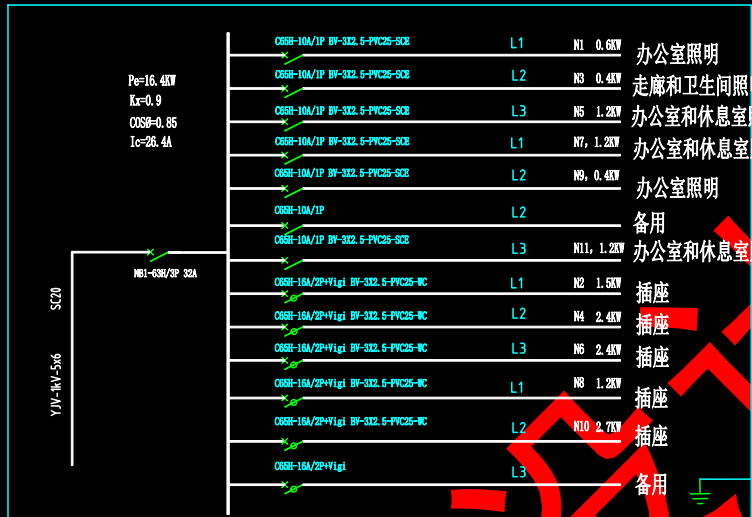 C65H-10A/1P BV-3X2.5-PVC25-SCE L1 N1 0.6KW 办公室照明
C65H-10A/1P BV-3X2.5-PVC25-SCE L2 N3 0.4KW 走廊和卫生间照
Pe=16.4KW
Kx=0.9
COSØ=0.85
Ic=26.4A
C65H-10A/1P BV-3X2.5-PVC25-SCE L3 N5 1.2KW 办公室和休息室
C65H-10A/1P BV-3X2.5-PVC25-SCE L1 N7, 1.2KW 办公室和休息室
C65H-10A/1P BV-3X2.5-PVC25-SCE L2 N9, 0.4KW 办公室照明
C65H-10A/1P L2 备用
C65H-10A/1P BV-3X2.5-PVC25-SCE L3 N11, 1.2KW 办公室和休息室
NB1-63H/3P 32A
C65H-16A/2P+Vigi BV-3X2.5-PVC25-WC L1 N2 1.5KW 插座
C65H-16A/2P+Vigi BV-3X2.5-PVC25-WC L2 N4 2.4KW 插座
C65H-16A/2P+Vigi BV-3X2.5-PVC25-WC L3 N6 2.4KW 插座
C65H-16A/2P+Vigi BV-3X2.5-PVC25-WC L1 N8 1.2KW 插座
C65H-16A/2P+Vigi BV-3X2.5-PVC25-WC L2 N10 2.7KW 插座
C65H-16A/2P+Vigi L3 备用
YJV-1kV-5x6 SC20